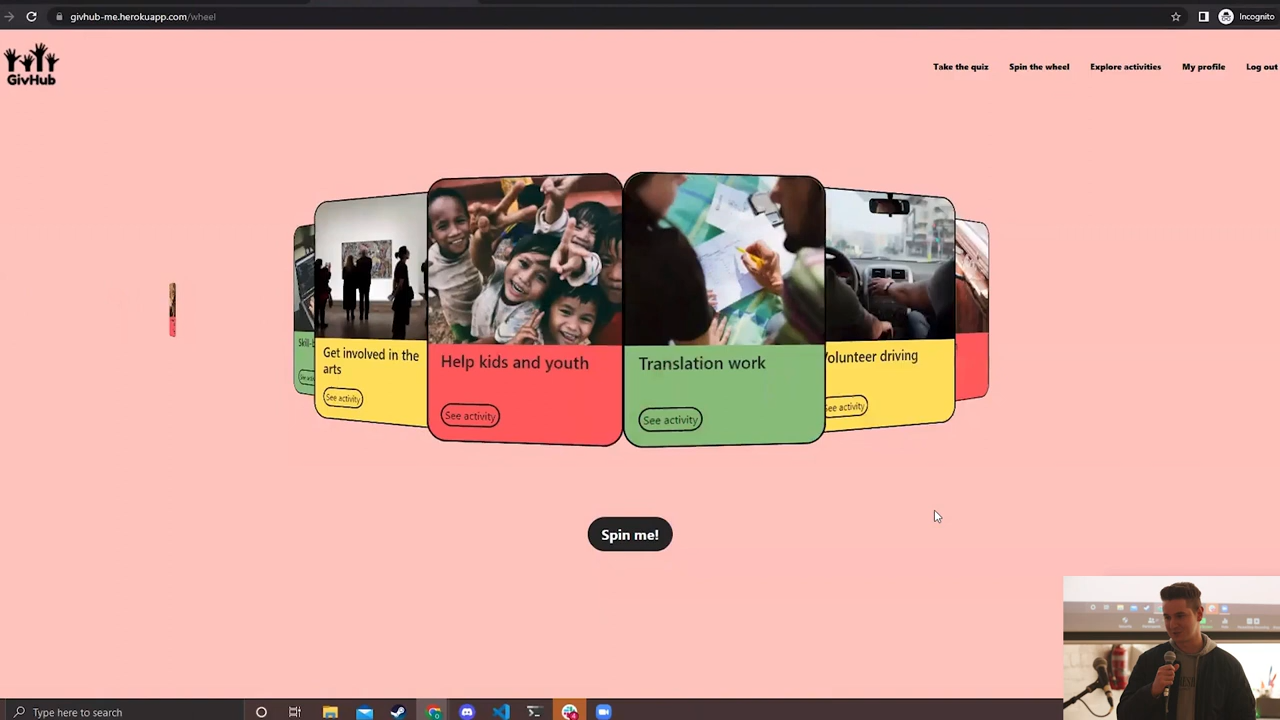 givhub-me.herokuapp.com/wheel
Incognito
GivHub
Take the quiz
Spin the wheel
Explore activities
My profile
Log out
Get involved in the
arts
See activity
Help kids and youth
See activity
Translation work
See activity
Volunteer driving
See activity
Spin me!
Type here to search